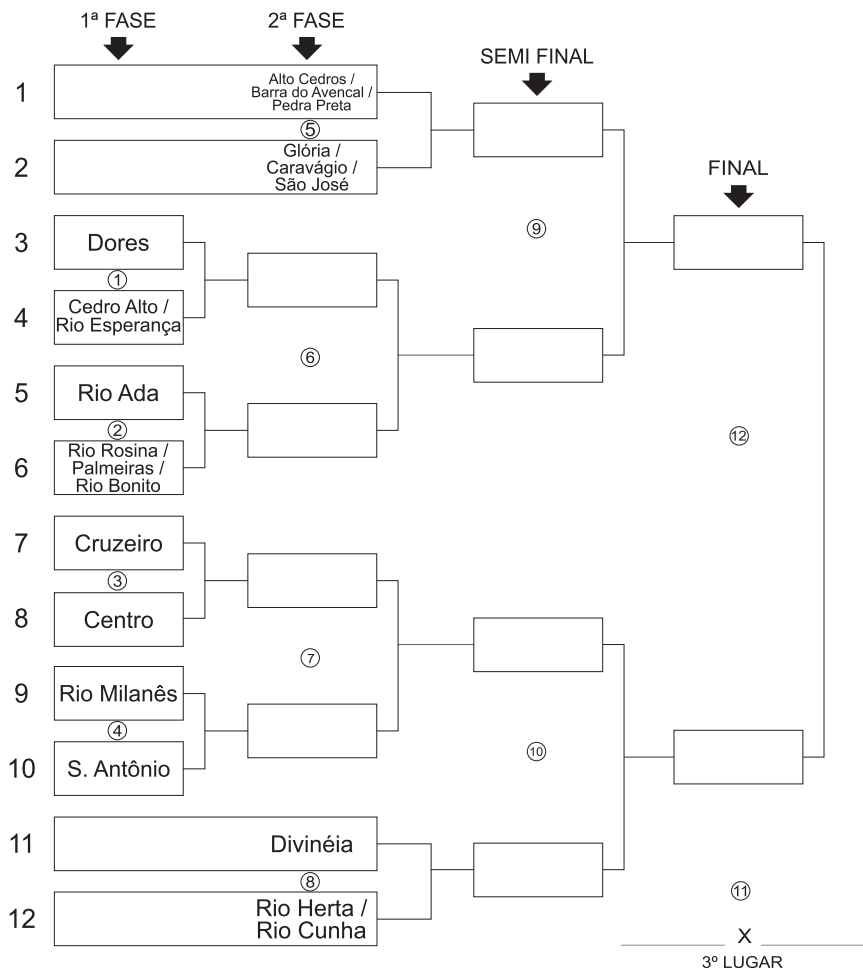 1ª FASE
2ª FASE
SEMI FINAL
FINAL
1
Alto Cedros /
Barra do Avencal /
Pedra Preta
5
2
Glória /
Caravágio /
São José
9
3
Dores
1
4
Cedro Alto /
Rio Esperança
6
5
Rio Ada
2
12
6
Rio Rosina /
Palmeiras /
Rio Bonito
7
Cruzeiro
3
8
Centro
7
9
Rio Milanês
4
10
10
S. Antônio
11
Divinéia
8
11
12
Rio Herta /
Rio Cunha
X
3º LUGAR